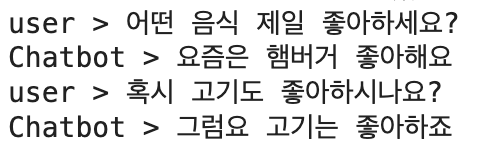 user > 어떤 음식 제일 좋아하세요?
Chatbot > 요즘은 햄버거 좋아해요
user > 혹시 고기도 좋아하시나요?
Chatbot > 그럼요 고기는 좋아하죠